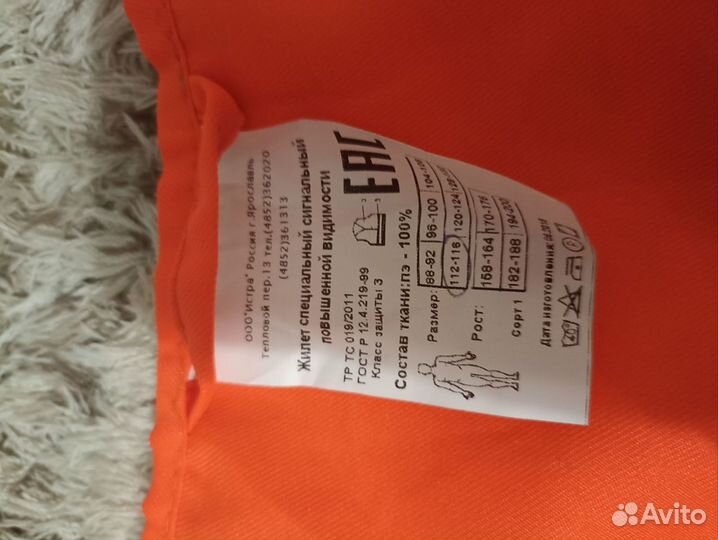 ООО"Истра" Россия г.Ярославль
Тепловой пер.13 тел.(4852)362020
(4852)361313
Жилет специальный сигнальный
повышенной видимости
ТР ТС 019/2011
ГОСТ Р 12.4.219-99
Класс защиты 3
ЕАС
Состав ткани:пэ - 100%
Размер: 88-92 96-100 104-108
112-116 120-124
Рост: 158-164 170-176
182-188 194-200
Сорт 1
Дата изготовления:
Avito